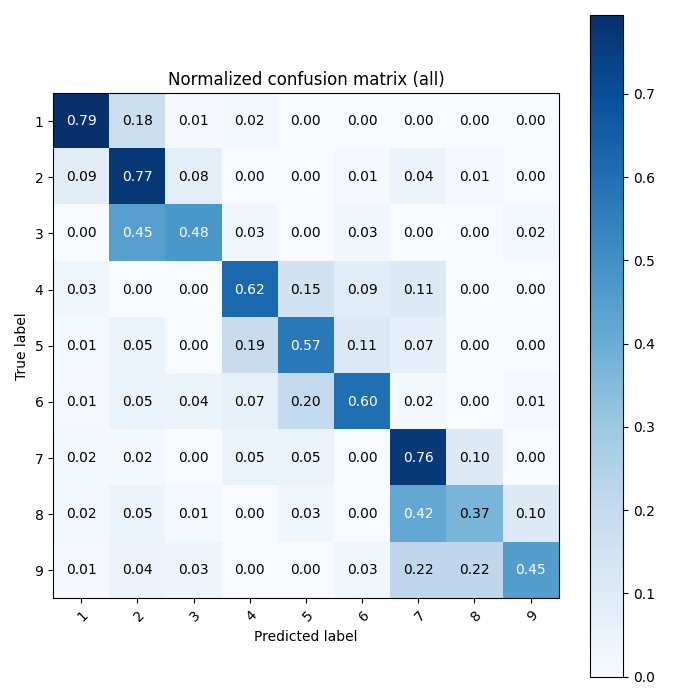 Normalized confusion matrix (all)
1 0.79 0.18 0.01 0.02 0.00 0.00 0.00 0.00 0.00
2 0.09 0.77 0.08 0.00 0.00 0.01 0.04 0.01 0.00
3 0.00 0.45 0.48 0.03 0.00 0.03 0.00 0.00 0.02
4 0.03 0.00 0.00 0.62 0.15 0.09 0.11 0.00 0.00
5 0.01 0.05 0.00 0.19 0.57 0.11 0.07 0.00 0.00
6 0.01 0.05 0.04 0.07 0.20 0.60 0.02 0.00 0.01
7 0.02 0.02 0.00 0.05 0.05 0.00 0.76 0.10 0.00
8 0.02 0.05 0.01 0.00 0.03 0.00 0.42 0.37 0.10
9 0.01 0.04 0.03 0.00 0.00 0.03 0.22 0.22 0.45
1 2 3 4 5 6 7 8 9
Predicted label
True label
0.7
0.6
0.5
0.4
0.3
0.2
0.1
0.0